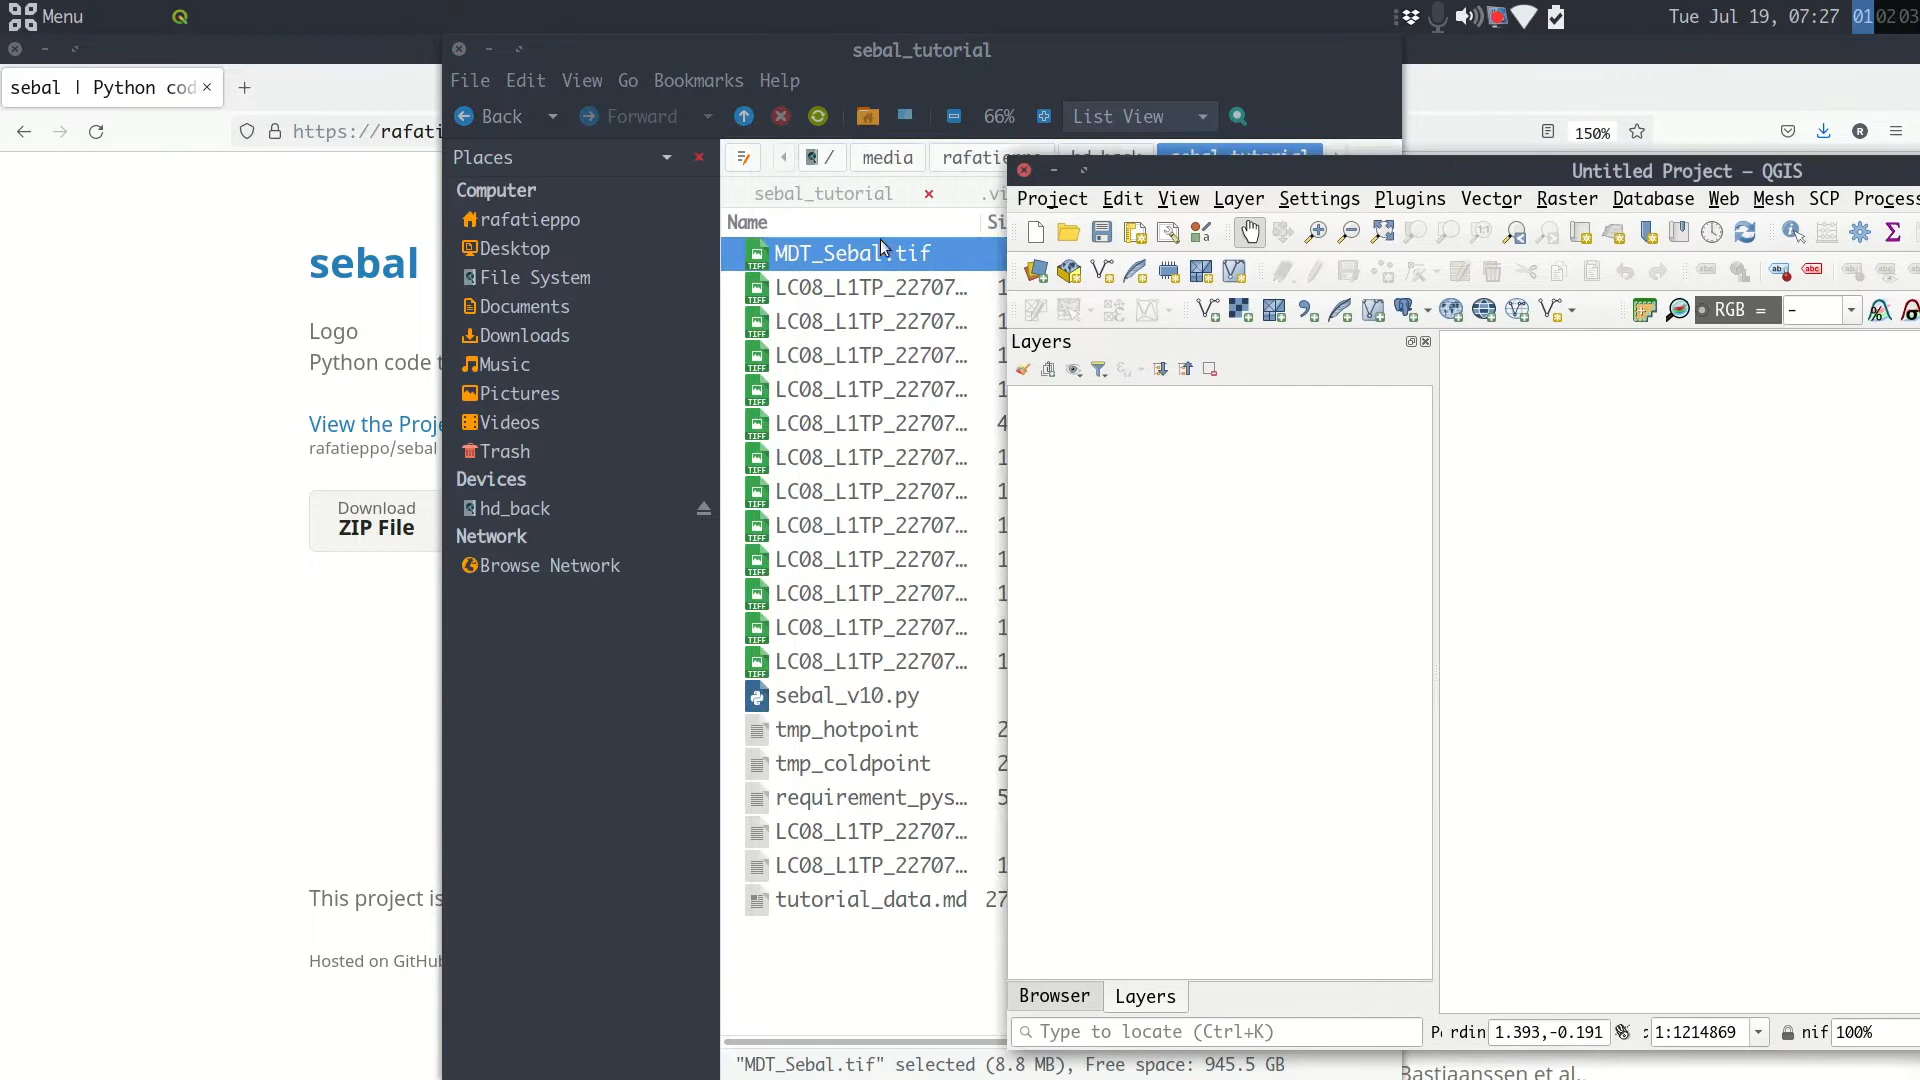 Menu
Tue Jul 19, 07:27
01 02 03
sebal | Python cod
https://rafati
150%
sebal
Logo
Python code t
View the Proje
rafatieppo/sebal
Download
ZIP File
This project is
Hosted on GitHub
sebal_tutorial
File Edit View Go Bookmarks Help
Back Forward 66% List View
Places
Computer
rafatieppo
Desktop
File System
Documents
Downloads
Music
Pictures
Videos
Trash
Devices
hd_back
Network
Browse Network
/ media
sebal_tutorial
Name
MDT_Sebal.tif
LC08_L1TP_22707…
LC08_L1TP_22707…
LC08_L1TP_22707…
LC08_L1TP_22707…
LC08_L1TP_22707…
LC08_L1TP_22707…
LC08_L1TP_22707…
LC08_L1TP_22707…
LC08_L1TP_22707…
LC08_L1TP_22707…
LC08_L1TP_22707…
LC08_L1TP_22707…
sebal_v10.py
tmp_hotpoint
tmp_coldpoint
requirement_pys…
LC08_L1TP_22707…
LC08_L1TP_22707…
tutorial_data.md 27
"MDT_Sebal.tif" selected (8.8 MB), Free space: 945.5 GB
Untitled Project — QGIS
Project Edit View Layer Settings Plugins Vector Raster Database Web Mesh SCP Process
RGB = -
Layers
Browser Layers
Type to locate (Ctrl+K)
rdin 1.393,-0.191 1:1214869 nif 100%
Bastiaanssen et al.